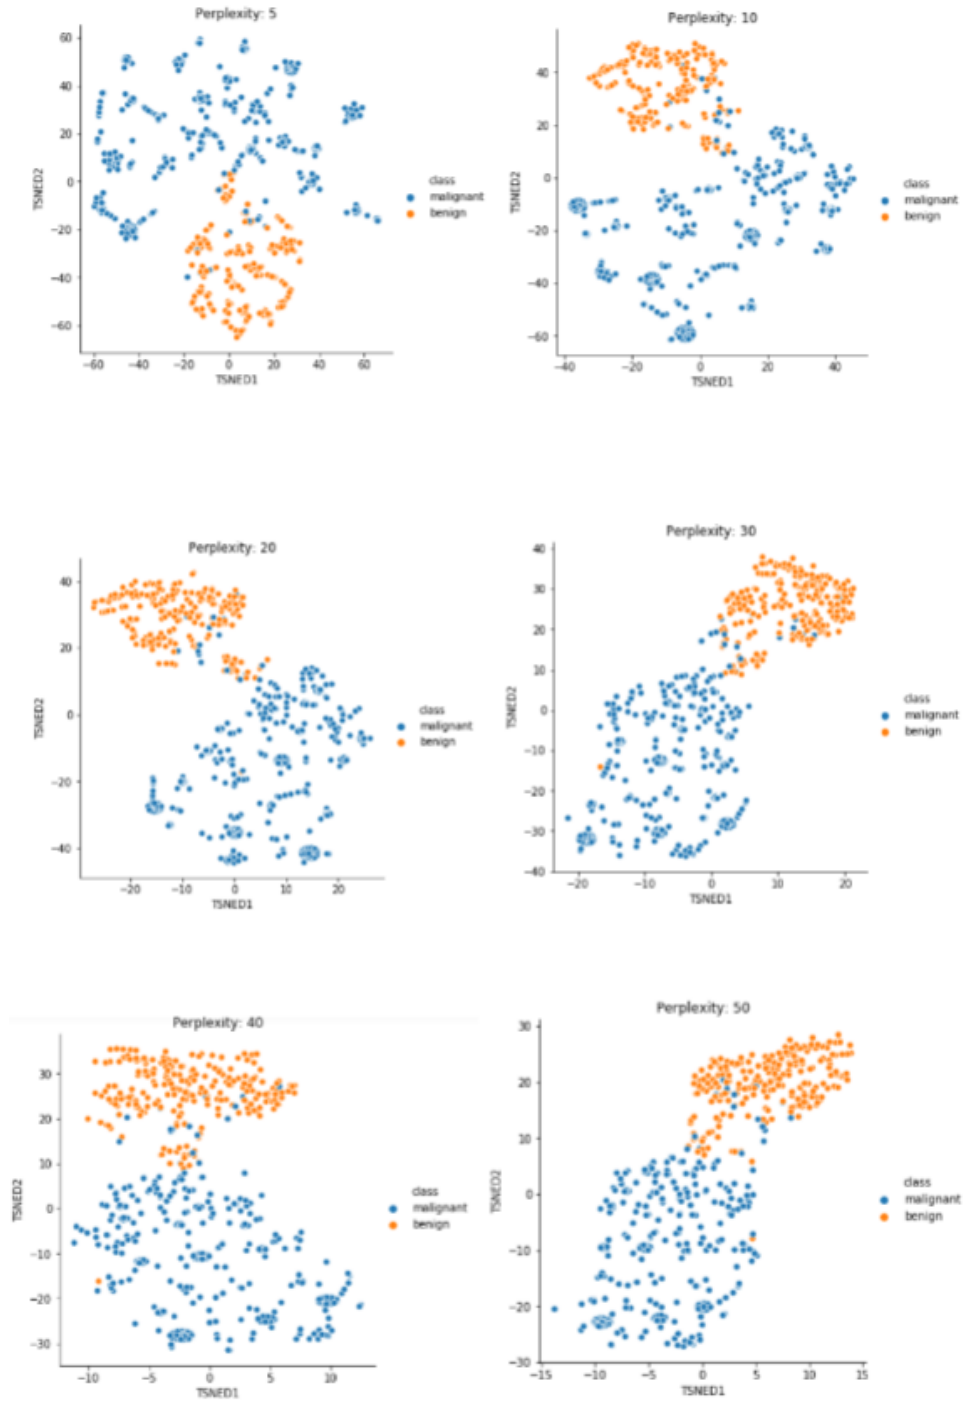 Perplexity: 5
60
40
20
0
−20
−40
−60
TSNED2
−60 −40 −20 0 20 40 60
TSNED1
class
malignant
benign
Perplexity: 10
40
20
0
−20
−40
−60
TSNED2
−40 −20 0 20 40
TSNED1
class
malignant
benign
Perplexity: 20
40
20
0
−20
−40
TSNED2
−20 −10 0 10 20
TSNED1
class
malignant
benign
Perplexity: 30
40
30
20
10
0
−10
−20
−30
−40
TSNED2
−20 −10 0 10 20
TSNED1
class
malignant
benign
Perplexity: 40
30
20
10
0
−10
−20
−30
TSNED2
−10 −5 0 5 10
TSNED1
class
malignant
benign
Perplexity: 50
30
20
10
0
−10
−20
−30
TSNED2
−15 −10 −5 0 5 10 15
TSNED1
class
malignant
benign